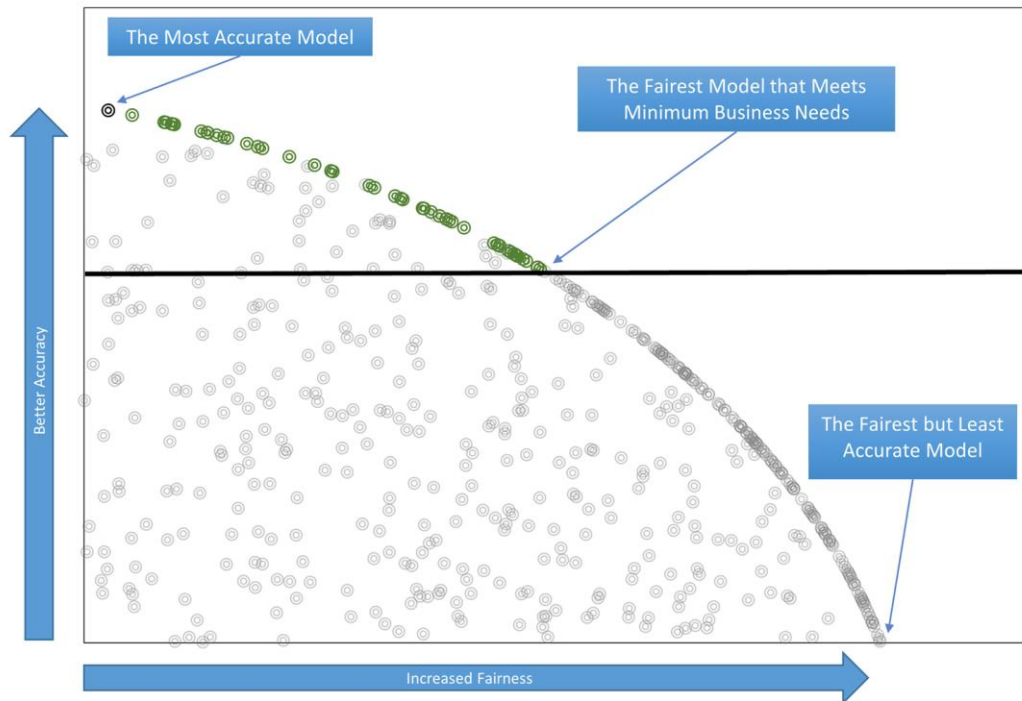 The Most Accurate Model
The Fairest Model that Meets
Minimum Business Needs
Better Accuracy
The Fairest but Least
Accurate Model
Increased Fairness